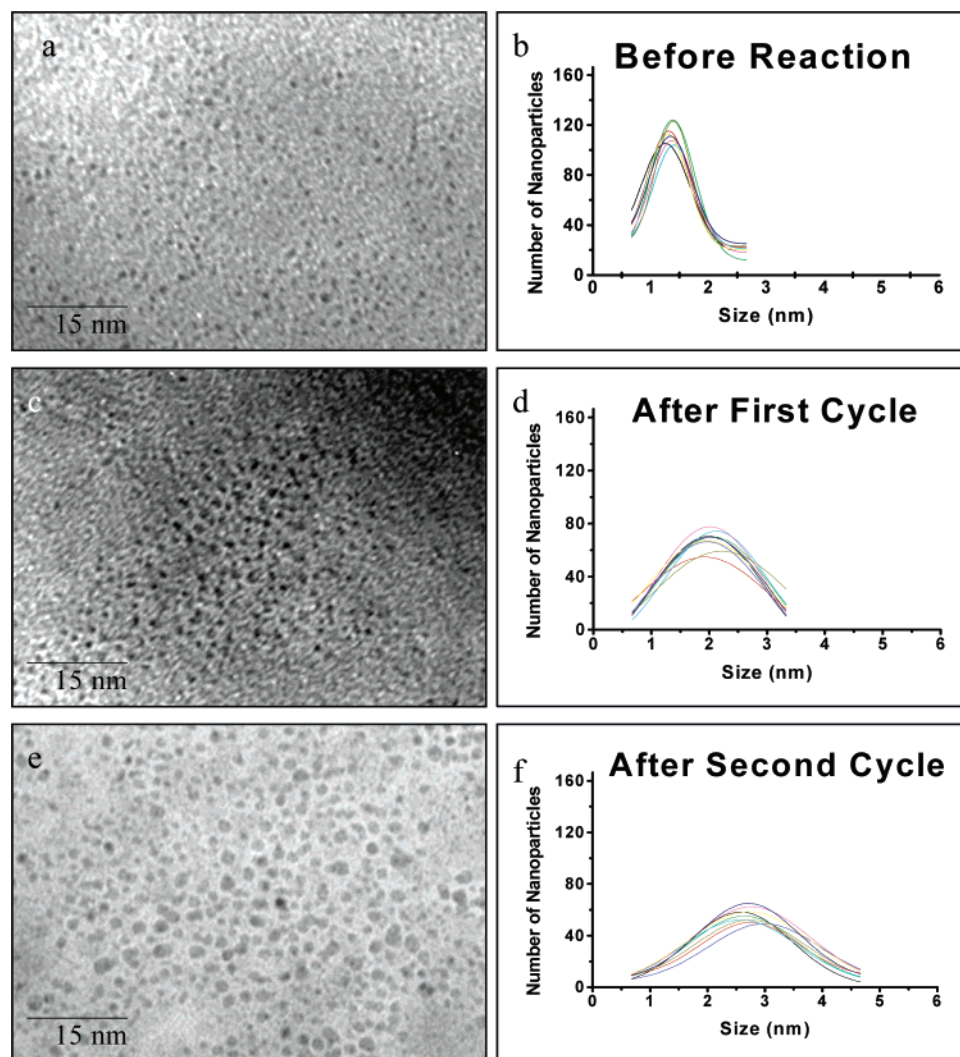 a
15 nm
b
Before Reaction
Number of Nanoparticles
160
120
80
40
0
0 1 2 3 4 5 6
Size (nm)
c
15 nm
d
After First Cycle
Number of Nanoparticles
160
120
80
40
0
0 1 2 3 4 5 6
Size (nm)
e
15 nm
f
After Second Cycle
Number of Nanoparticles
160
120
80
40
0
0 1 2 3 4 5 6
Size (nm)